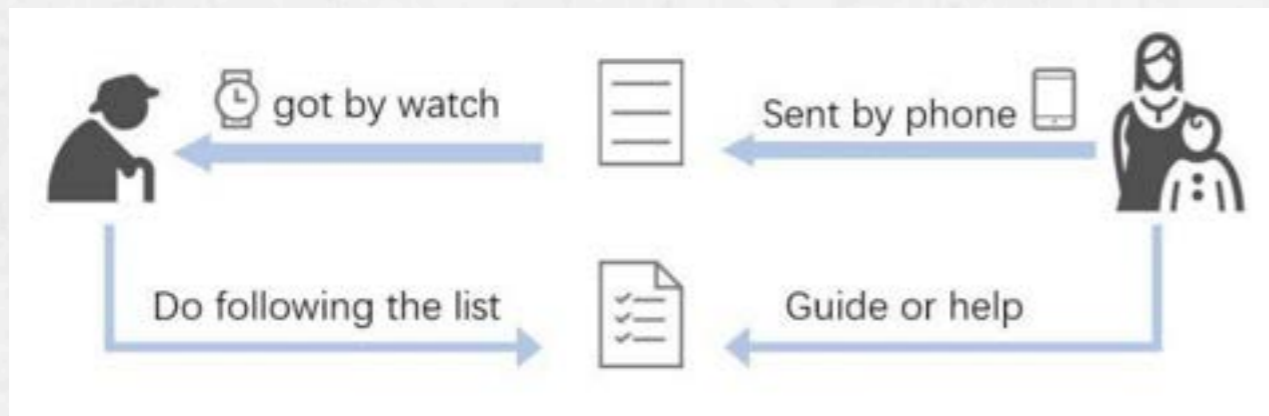 got by watch
Sent by phone
Do following the list
Guide or help